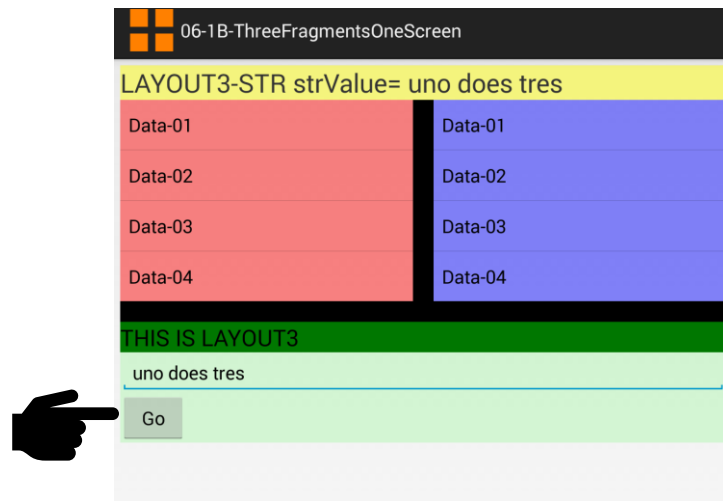 06-1B-ThreeFragmentsOneScreen
LAYOUT3-STR strValue= uno does tres
Data-01 Data-01
Data-02 Data-02
Data-03 Data-03
Data-04 Data-04
THIS IS LAYOUT3
uno does tres
Go